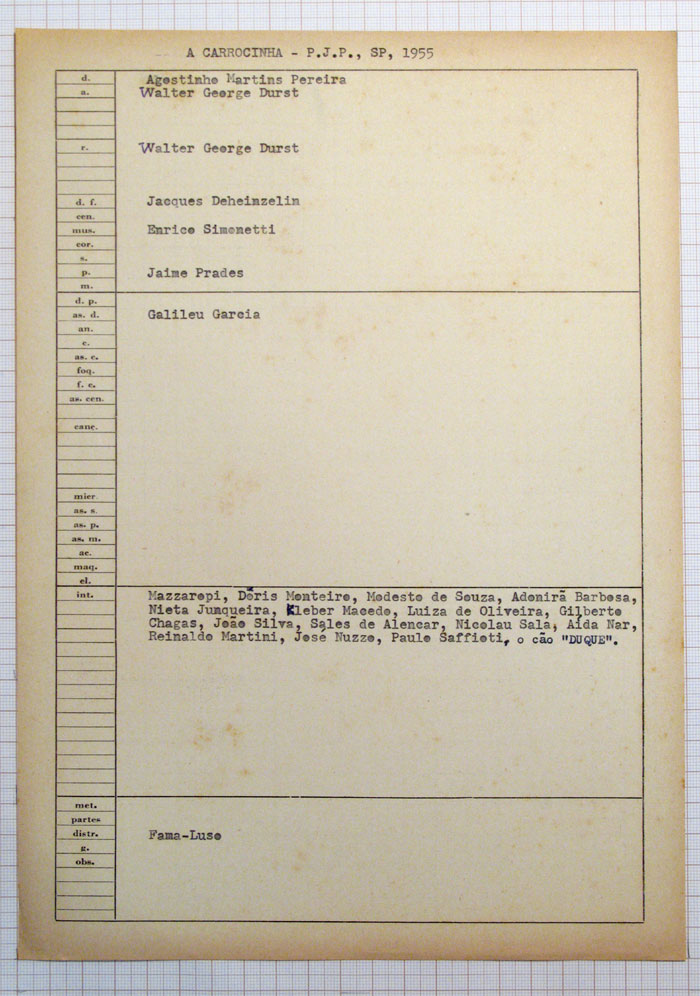 A CARROCINHA - P.J.P., SP, 1955
d. Agostinho Martins Pereira
a. Walter George Durst
r. Walter George Durst
d. f. Jacques Deheinzelin
cen.
mus. Enrico Simonetti
cor.
s.
p. Jaime Prades
m.
d. p.
as. d. Galileu Garcia
an.
c.
as. c.
foq.
f. c.
as. cen.
canç.
micr.
as. s.
as. p.
as. m.
ac.
maq.
el.
int. Mazzaropi, Dóris Monteiro, Modesto de Souza, Adonirã Barbosa,
Nieta Junqueira, Kleber Macedo, Luiza de Oliveira, Gilberto
Chagas, João Silva, Sales de Alencar, Nicolau Sala, Aida Nar,
Reinaldo Martini, José Nuzzo, Paulo Saffioti, o cão "DUQUE".
met.
partes
distr. Fama-Luso
g.
obs.